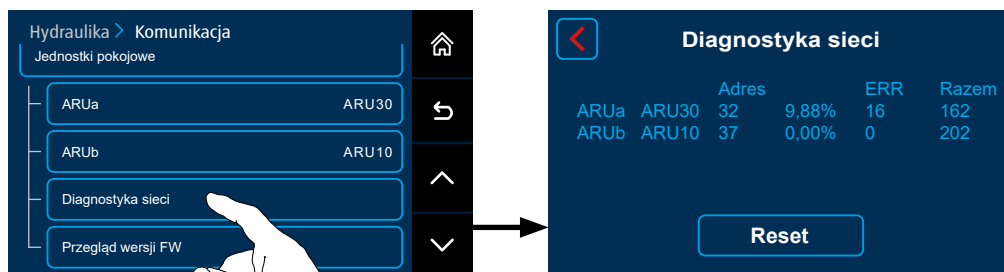 Hydraulika > Komunikacja
Jednostki pokojowe
ARUa ARU30
ARUb ARU10
Diagnostyka sieci
Przegląd wersji FW
Diagnostyka sieci
Adres ERR Razem
ARUa ARU30 32 9,88% 16 162
ARUb ARU10 37 0,00% 0 202
Reset